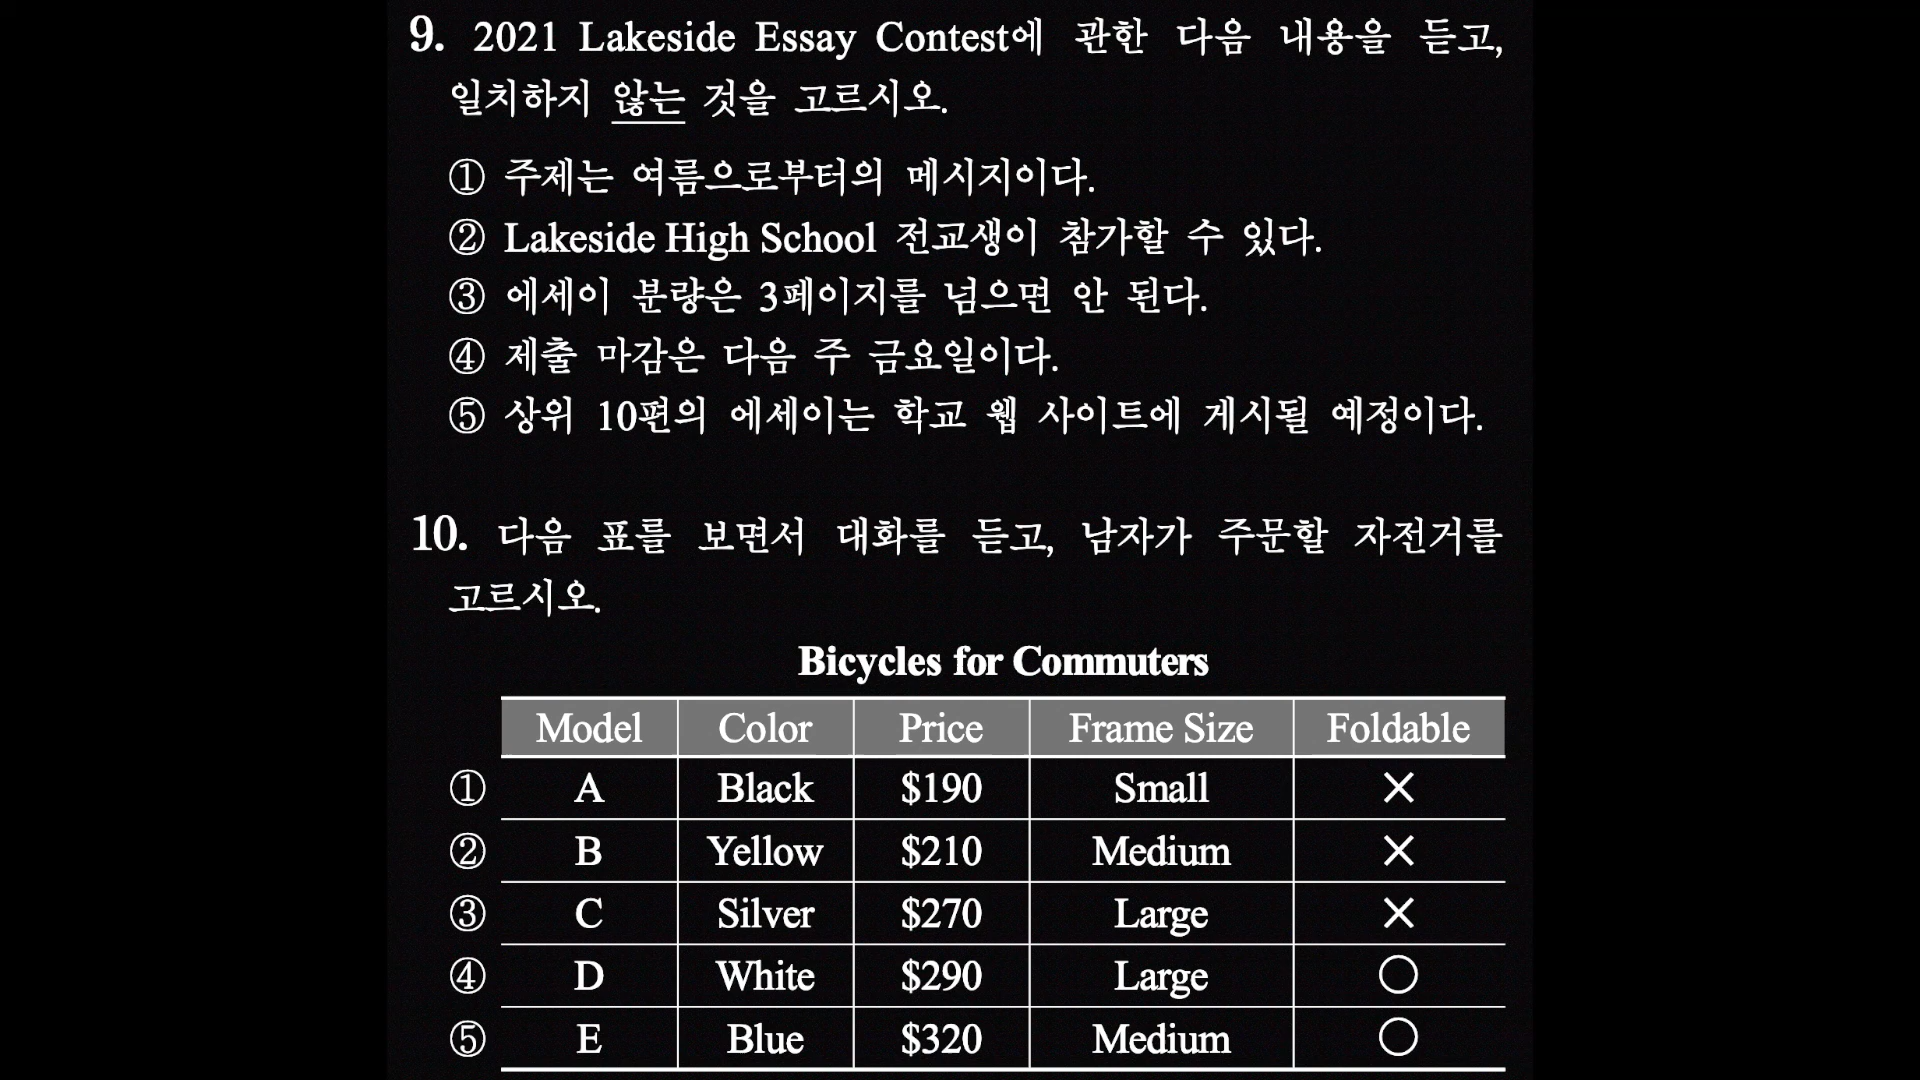 9. 2021 Lakeside Essay Contest에 관한 다음 내용을 듣고,
일치하지 않는 것을 고르시오.
① 주제는 여름으로부터의 메시지이다.
② Lakeside High School 전교생이 참가할 수 있다.
③ 에세이 분량은 3페이지를 넘으면 안 된다.
④ 제출 마감은 다음 주 금요일이다.
⑤ 상위 10편의 에세이는 학교 웹 사이트에 게시될 예정이다.
10. 다음 표를 보면서 대화를 듣고, 남자가 주문할 자전거를
고르시오.
Bicycles for Commuters
Model Color Price Frame Size Foldable
① A Black $190 Small ×
② B Yellow $210 Medium ×
③ C Silver $270 Large ×
④ D White $290 Large ○
⑤ E Blue $320 Medium ○